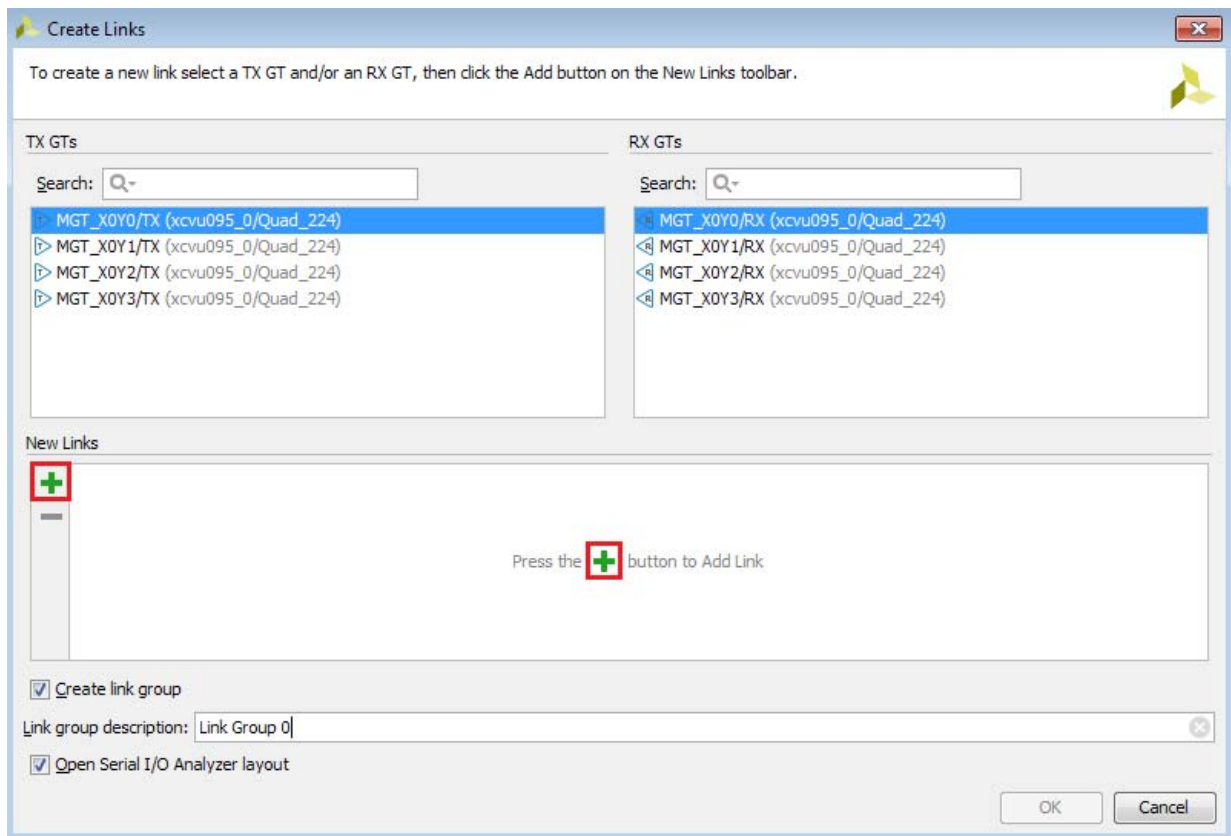 Create Links
To create a new link select a TX GT and/or an RX GT, then click the Add button on the New Links toolbar.
TX GTs
Search:
MGT_X0Y0/TX (xcvu095_0/Quad_224)
MGT_X0Y1/TX (xcvu095_0/Quad_224)
MGT_X0Y2/TX (xcvu095_0/Quad_224)
MGT_X0Y3/TX (xcvu095_0/Quad_224)
RX GTs
Search:
MGT_X0Y0/RX (xcvu095_0/Quad_224)
MGT_X0Y1/RX (xcvu095_0/Quad_224)
MGT_X0Y2/RX (xcvu095_0/Quad_224)
MGT_X0Y3/RX (xcvu095_0/Quad_224)
New Links
Press the + button to Add Link
Create link group
Link group description: Link Group 0
Open Serial I/O Analyzer layout
OK
Cancel